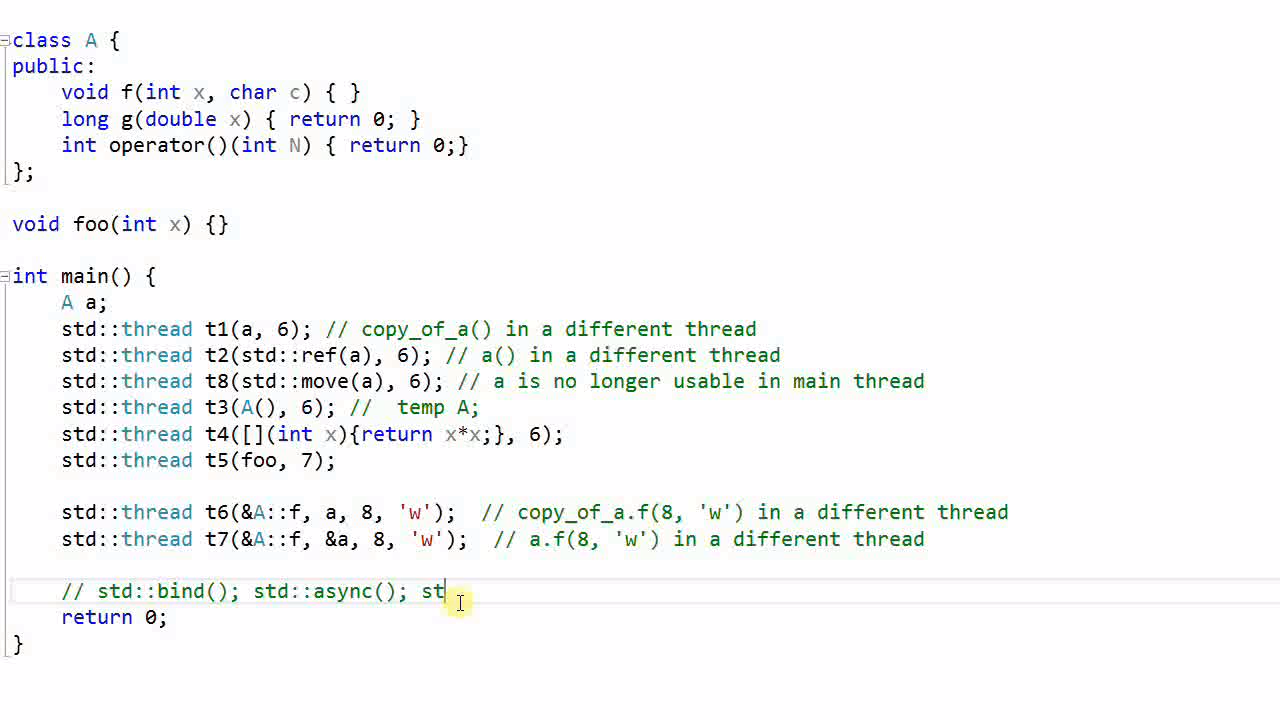 class A {
public:
    void f(int x, char c) { }
    long g(double x) { return 0; }
    int operator()(int N) { return 0;}
};

void foo(int x) {}

int main() {
    A a;
    std::thread t1(a, 6); // copy_of_a() in a different thread
    std::thread t2(std::ref(a), 6); // a() in a different thread
    std::thread t8(std::move(a), 6); // a is no longer usable in main thread
    std::thread t3(A(), 6); //  temp A;
    std::thread t4([](int x){return x*x;}, 6);
    std::thread t5(foo, 7);

    std::thread t6(&A::f, a, 8, 'w');  // copy_of_a.f(8, 'w') in a different thread
    std::thread t7(&A::f, &a, 8, 'w');  // a.f(8, 'w') in a different thread

    // std::bind(); std::async(); st
    return 0;
}